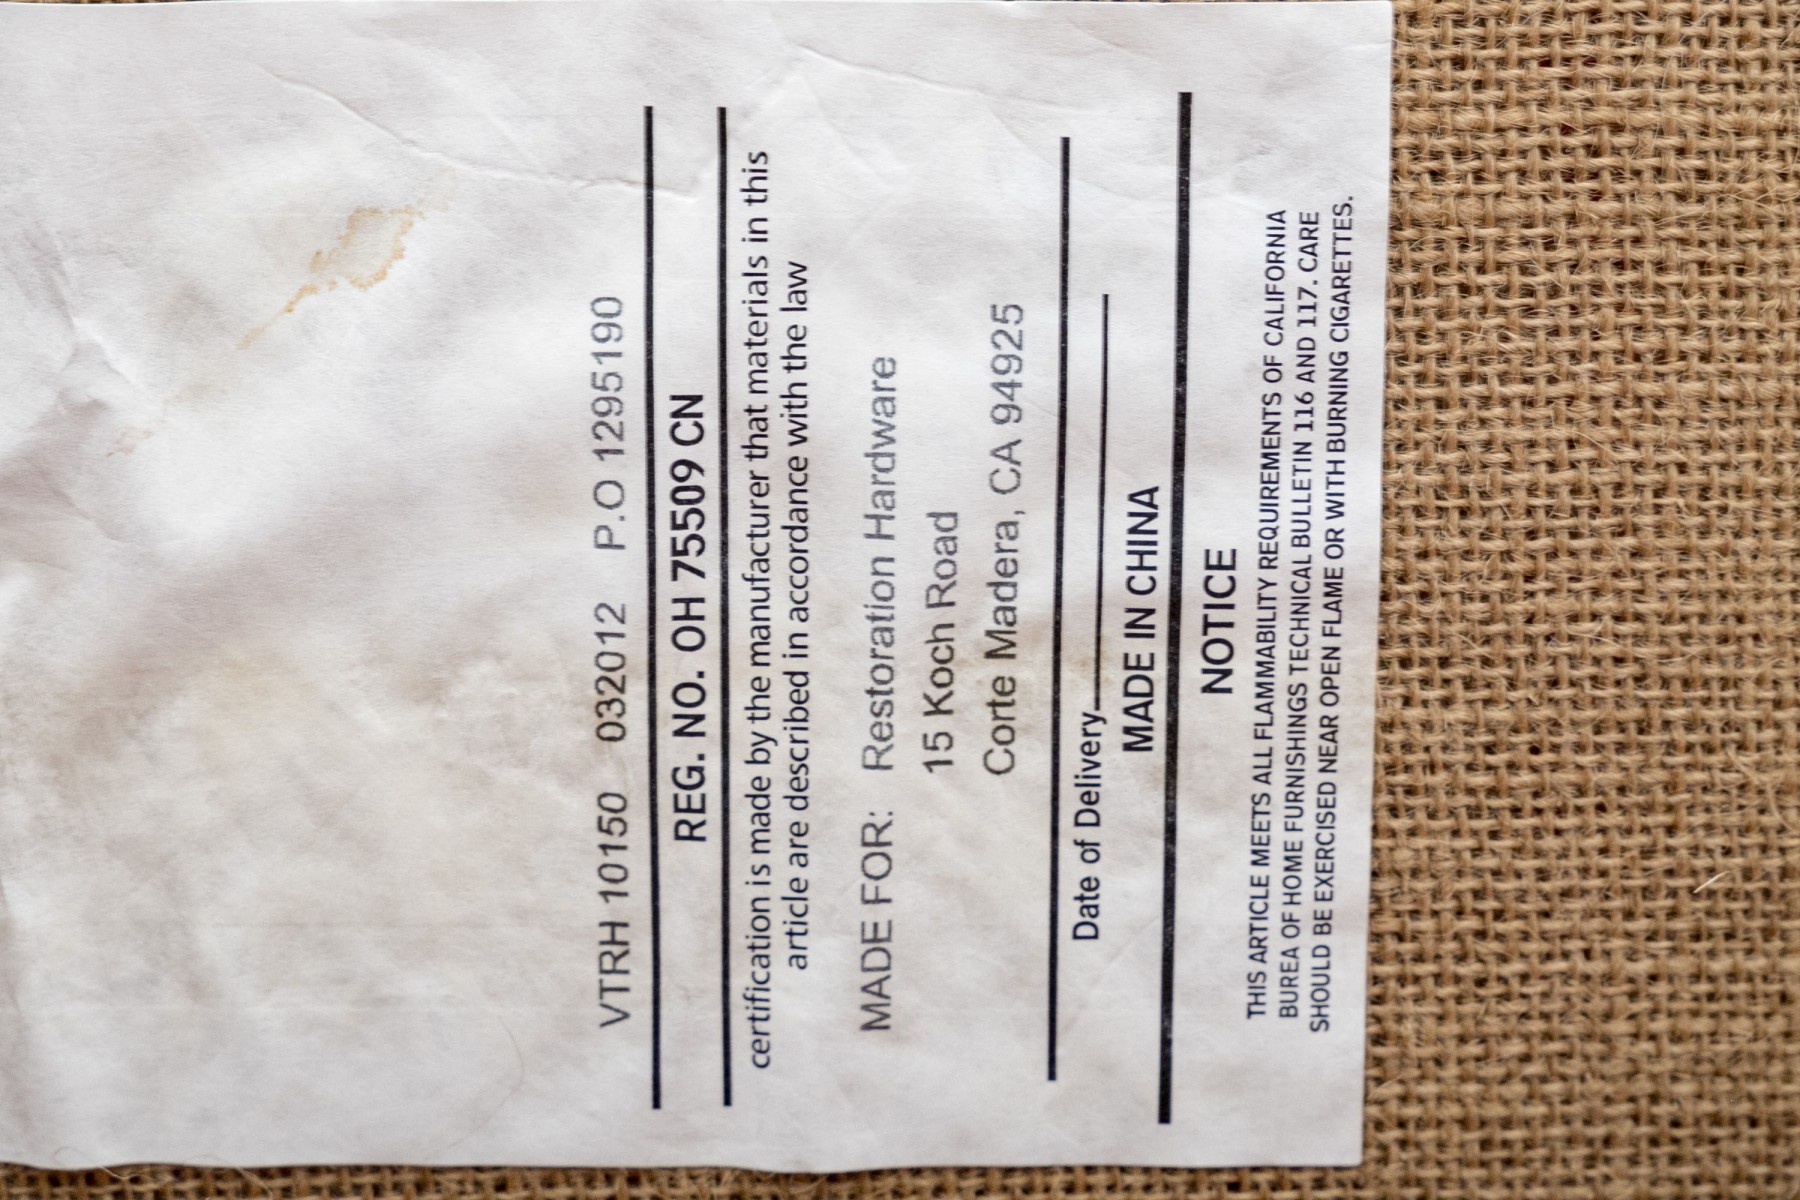 VTRH 10150 032012 P.O 1295190
REG. NO. OH 75509 CN
certification is made by the manufacturer that materials in this
article are described in accordance with the law
MADE FOR: Restoration Hardware
15 Koch Road
Corte Madera, CA 94925
Date of Delivery
MADE IN CHINA
NOTICE
THIS ARTICLE MEETS ALL FLAMMABILITY REQUIREMENTS OF CALIFORNIA
BUREA OF HOME FURNISHINGS TECHNICAL BULLETIN 116 AND 117. CARE
SHOULD BE EXERCISED NEAR OPEN FLAME OR WITH BURNING CIGARETTES.